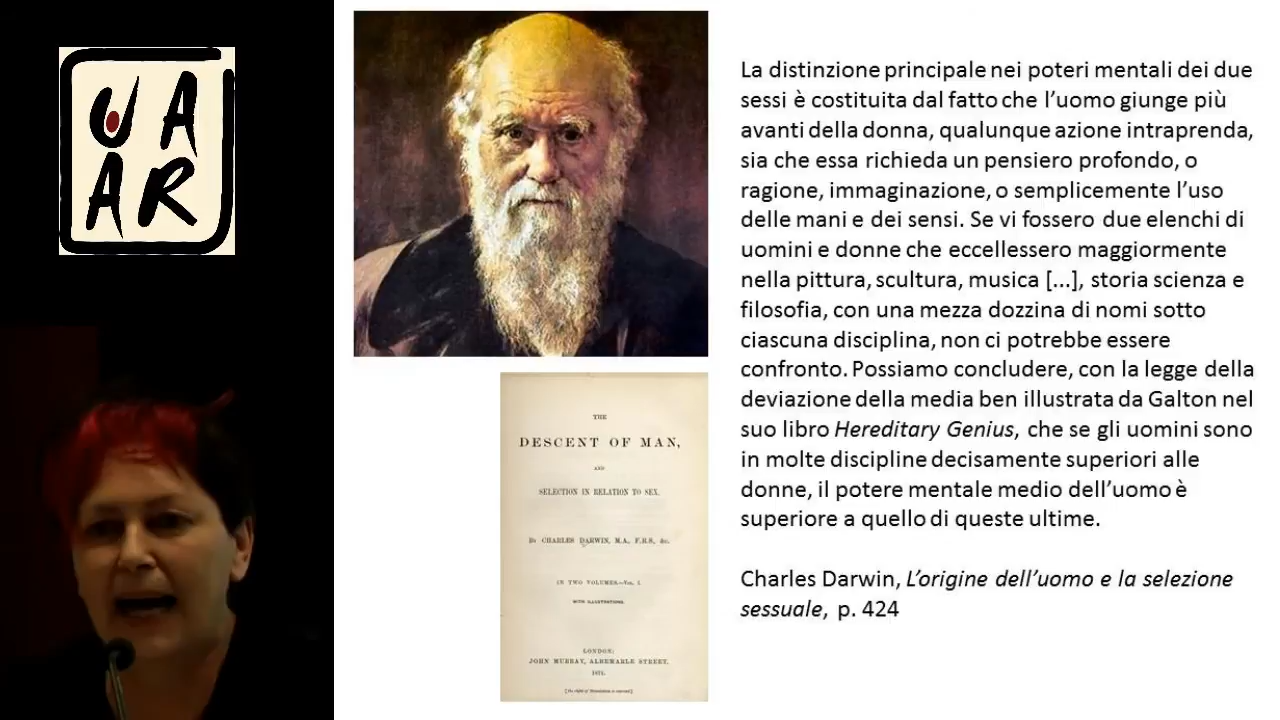 UA
AR
La distinzione principale nei poteri mentali dei due
sessi è costituita dal fatto che l'uomo giunge più
avanti della donna, qualunque azione intraprenda,
sia che essa richieda un pensiero profondo, o
ragione, immaginazione, o semplicemente l'uso
delle mani e dei sensi. Se vi fossero due elenchi di
uomini e donne che eccellessero maggiormente
nella pittura, scultura, musica [...], storia scienza e
filosofia, con una mezza dozzina di nomi sotto
ciascuna disciplina, non ci potrebbe essere
confronto. Possiamo concludere, con la legge della
deviazione della media ben illustrata da Galton nel
suo libro Hereditary Genius, che se gli uomini sono
in molte discipline decisamente superiori alle
donne, il potere mentale medio dell'uomo è
superiore a quello di queste ultime.
Charles Darwin, L'origine dell'uomo e la selezione
sessuale, p. 424
THE
DESCENT OF MAN,
AND
SELECTION IN RELATION TO SEX.
BY CHARLES DARWIN, M.A., F.R.S., &c.
IN TWO VOLUMES.—VOL. I.
WITH ILLUSTRATIONS.
LONDON:
JOHN MURRAY, ALBEMARLE STREET.
1871.